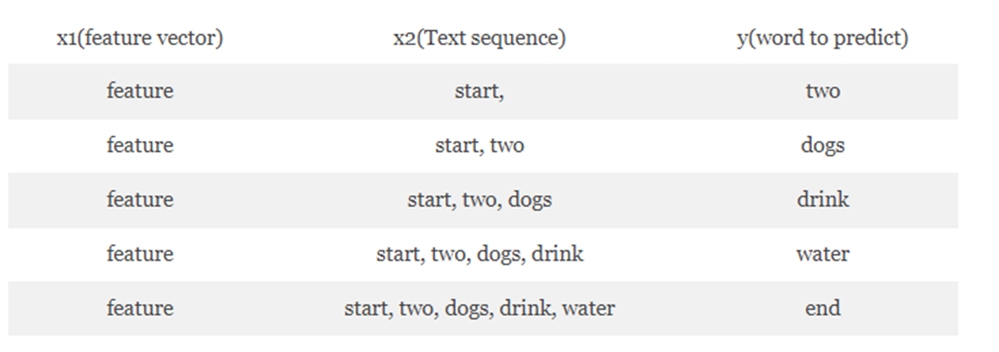 x1(feature vector) x2(Text sequence) y(word to predict)
feature start, two
feature start, two dogs
feature start, two, dogs drink
feature start, two, dogs, drink water
feature start, two, dogs, drink, water end